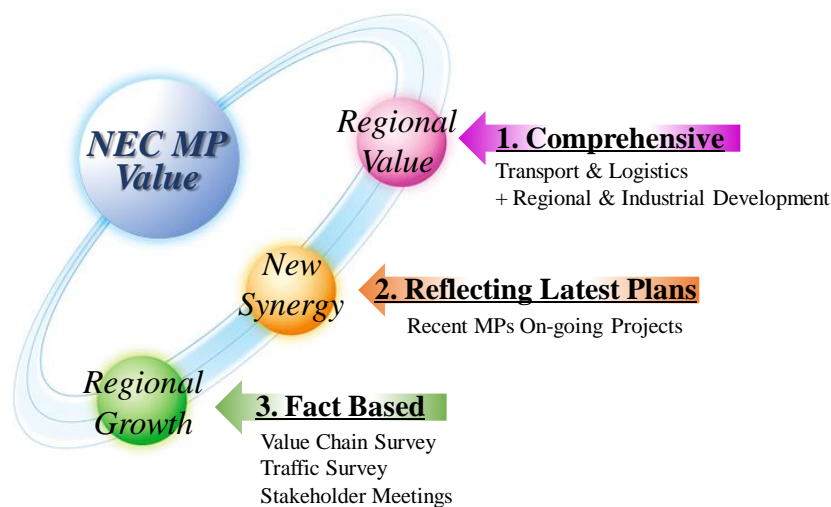 NEC MP
Value
Regional
Value
1. Comprehensive
Transport & Logistics
+ Regional & Industrial Development
New
Synergy
2. Reflecting Latest Plans
Recent MPs On-going Projects
Regional
Growth
3. Fact Based
Value Chain Survey
Traffic Survey
Stakeholder Meetings